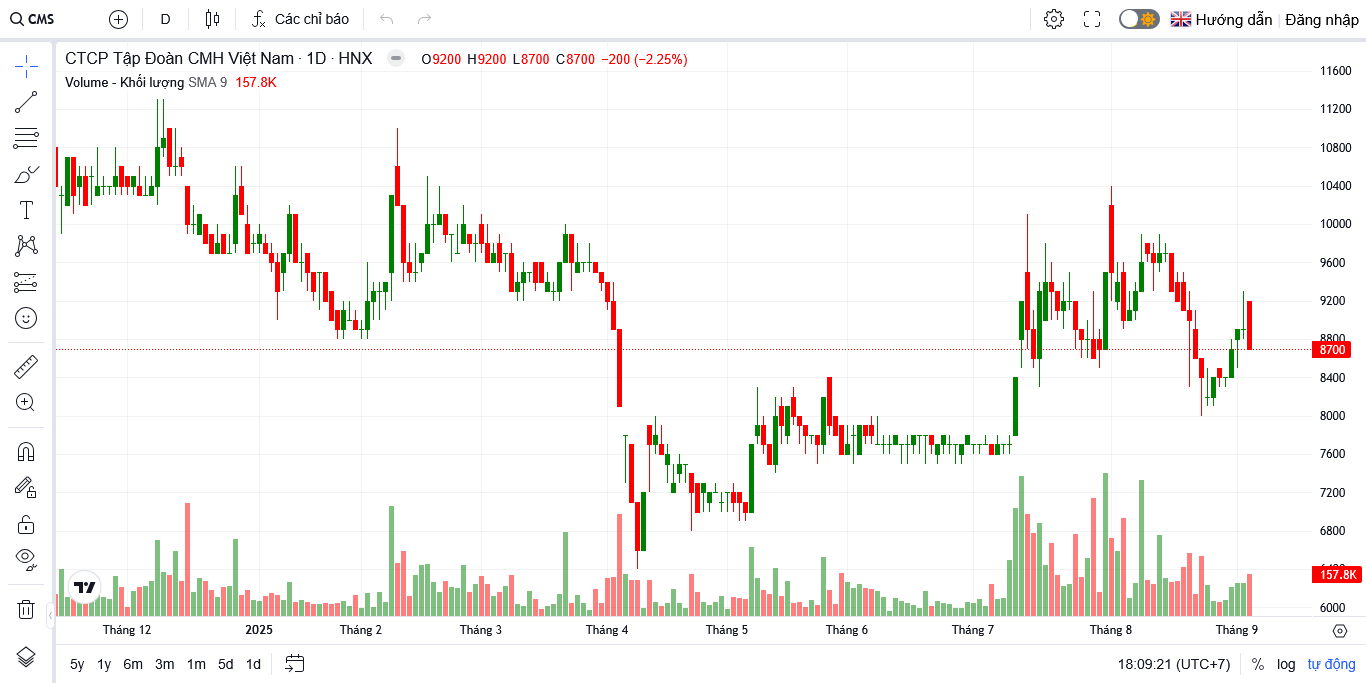 CMS D Các chỉ báo Hướng dẫn Đăng nhập
CTCP Tập Đoàn CMH Việt Nam · 1D · HNX O9200 H9200 L8700 C8700 −200 (−2.25%)
Volume - Khối lượng SMA 9 157.8K
11600
11200
10800
10400
10000
9600
9200
8800
8700
8400
8000
7600
7200
6800
157.8K
6000
Tháng 12 2025 Tháng 2 Tháng 3 Tháng 4 Tháng 5 Tháng 6 Tháng 7 Tháng 8 Tháng 9
5y 1y 6m 3m 1m 5d 1d 18:09:21 (UTC+7) % log tự động